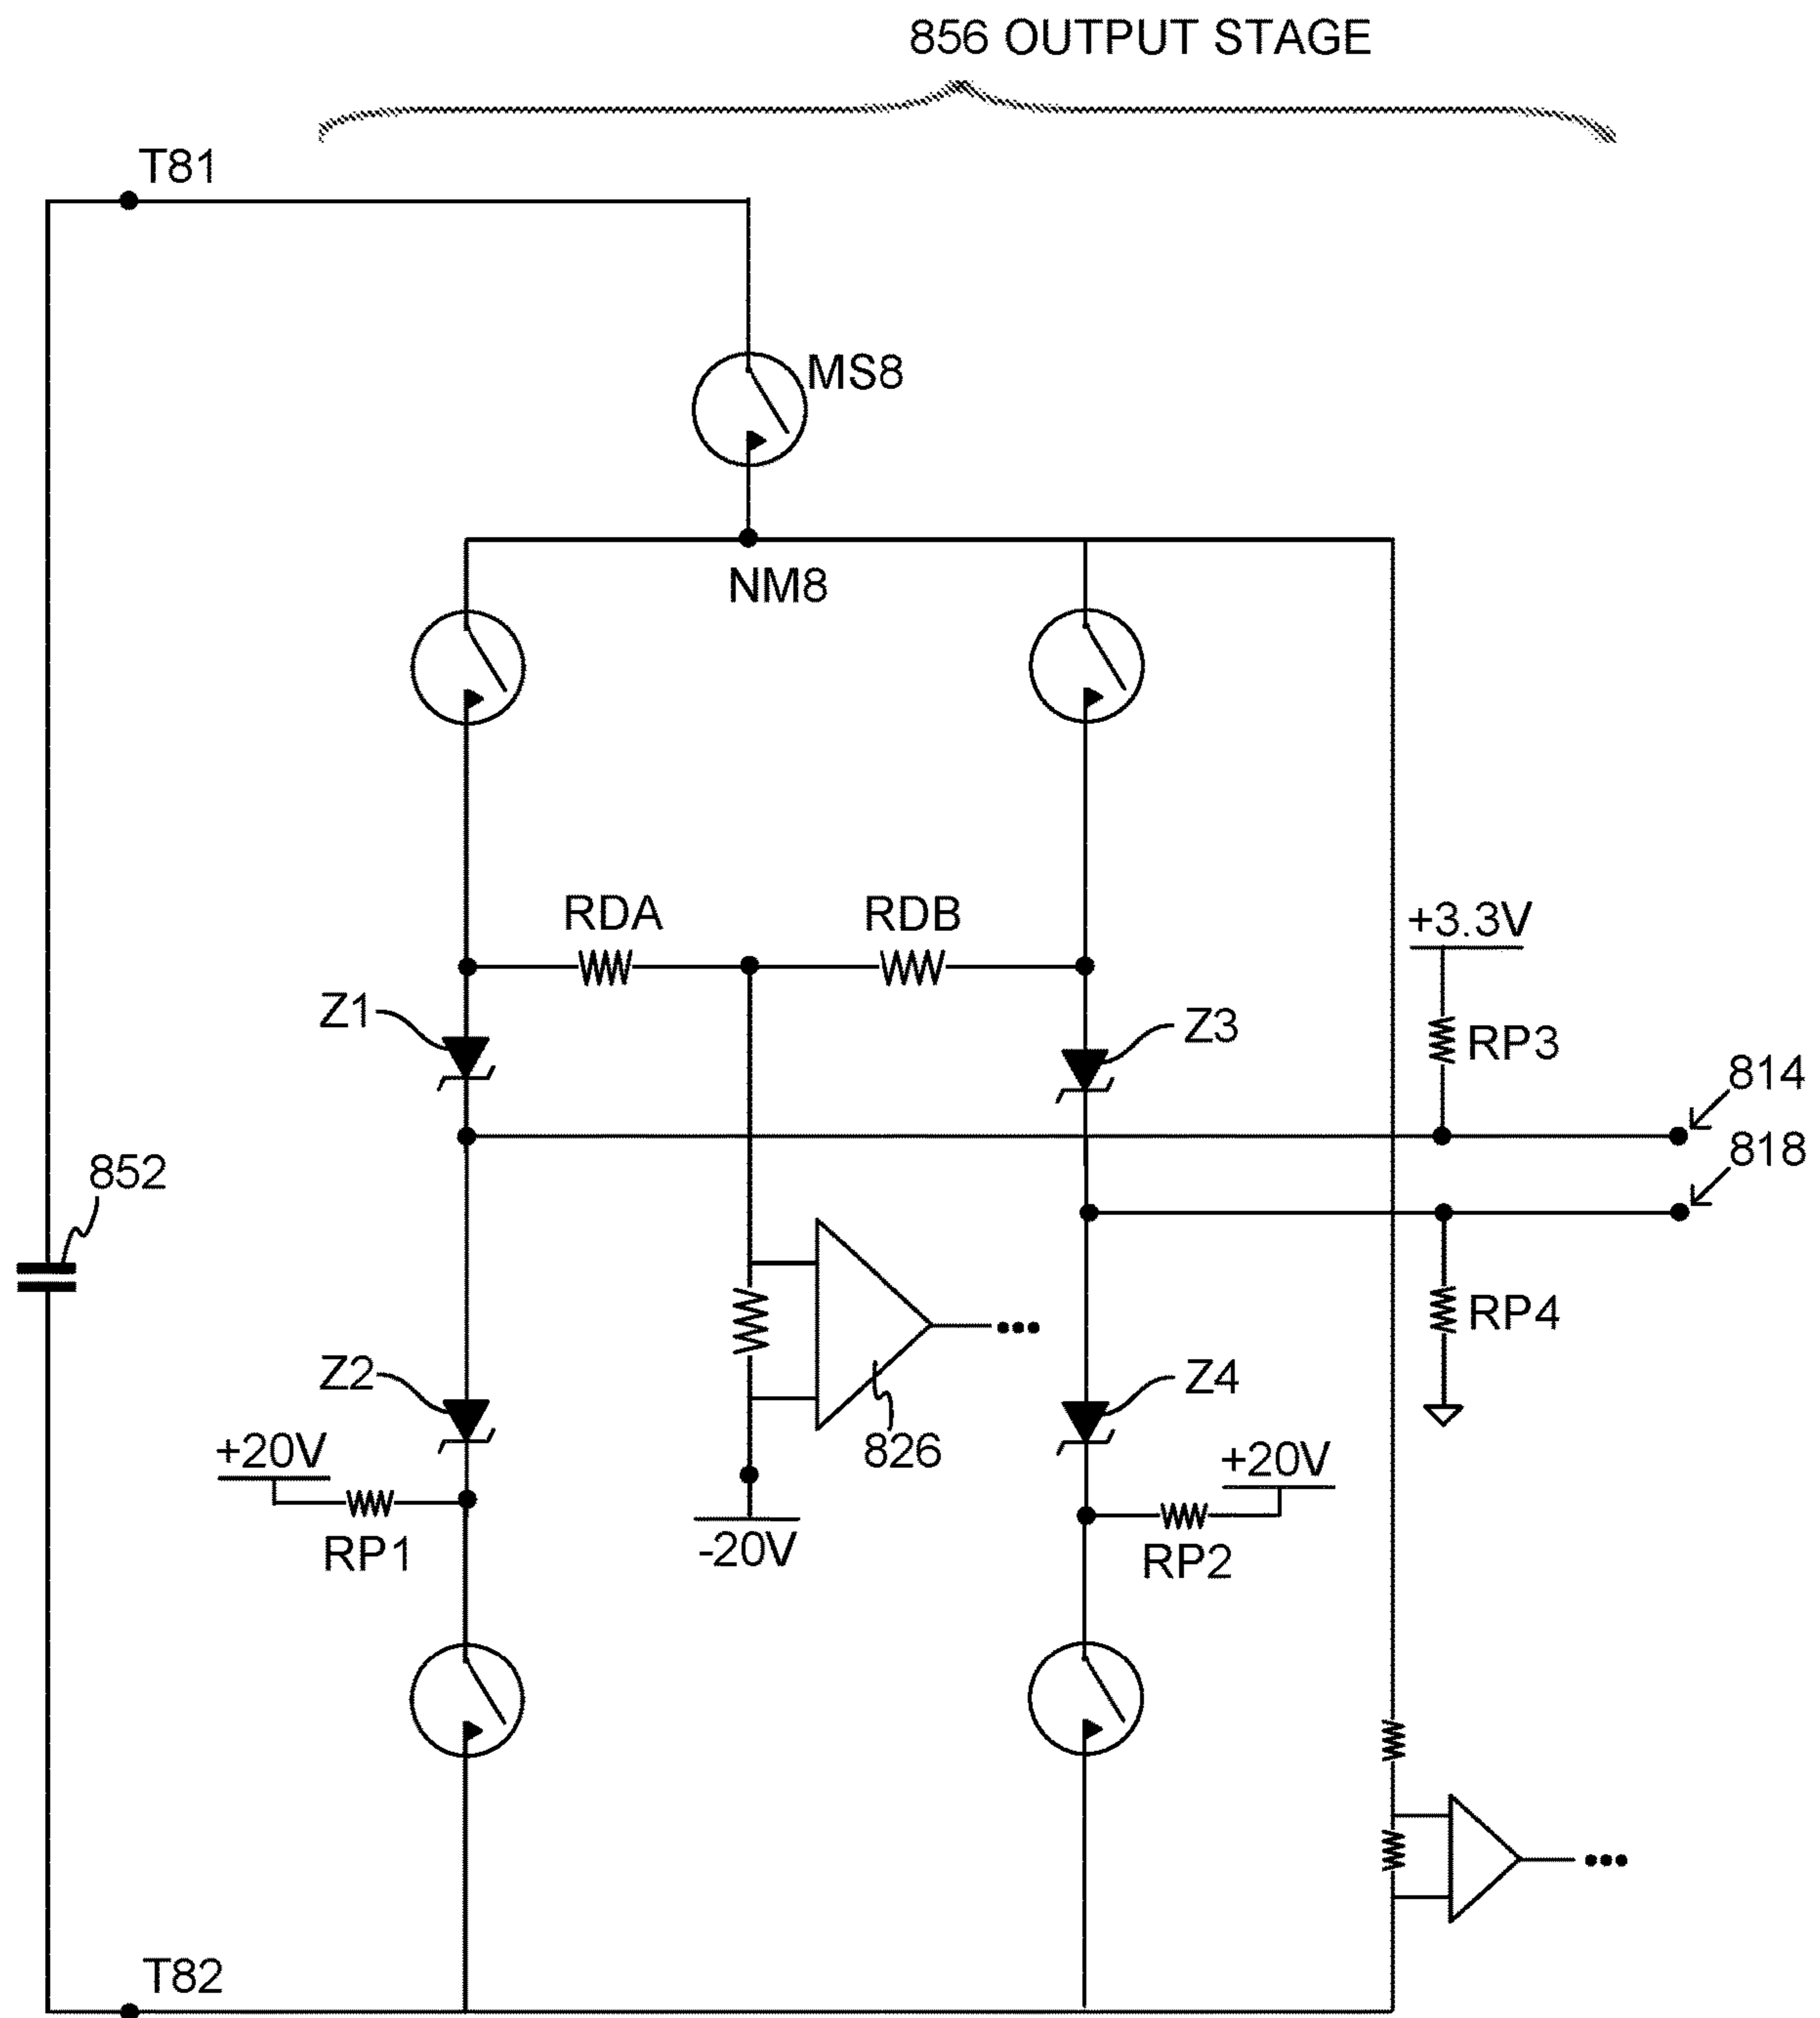 856 OUTPUT STAGE
T81
MS8
NM8
RDA
RDB
+3.3V
Z1
Z3
RP3
814
818
852
RP4
Z2
Z4
826
+20V
+20V
RP1
-20V
RP2
T82